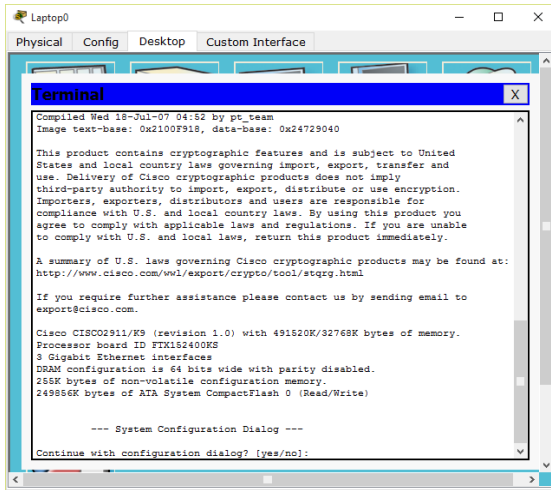 Laptop0
Physical Config Desktop Custom Interface
Terminal
X
Compiled Wed 18-Jul-07 04:52 by pt_team
Image text-base: 0x2100F918, data-base: 0x24729040
This product contains cryptographic features and is subject to United
States and local country laws governing import, export, transfer and
use. Delivery of Cisco cryptographic products does not imply
third-party authority to import, export, distribute or use encryption.
Importers, exporters, distributors and users are responsible for
compliance with U.S. and local country laws. By using this product you
agree to comply with applicable laws and regulations. If you are unable
to comply with U.S. and local laws, return this product immediately.
A summary of U.S. laws governing Cisco cryptographic products may be found at:
http://www.cisco.com/wwl/export/crypto/tool/stqrg.html
If you require further assistance please contact us by sending email to
export@cisco.com.
Cisco CISCO2911/K9 (revision 1.0) with 491520K/32768K bytes of memory.
Processor board ID FTX152400KS
3 Gigabit Ethernet interfaces
DRAM configuration is 64 bits wide with parity disabled.
255K bytes of non-volatile configuration memory.
249856K bytes of ATA System CompactFlash 0 (Read/Write)
--- System Configuration Dialog ---
Continue with configuration dialog? [yes/no]: